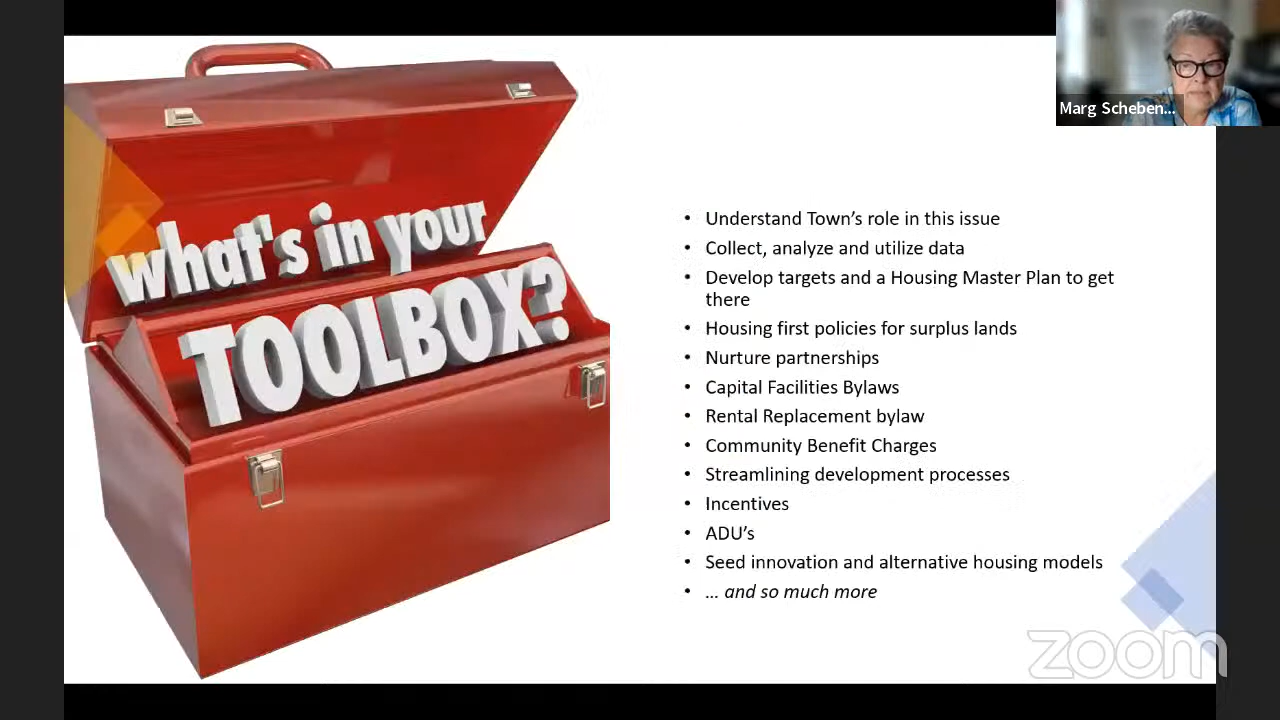 Marg Scheben...
what's in your
TOOLBOX?
• Understand Town's role in this issue
• Collect, analyze and utilize data
• Develop targets and a Housing Master Plan to get
there
• Housing first policies for surplus lands
• Nurture partnerships
• Capital Facilities Bylaws
• Rental Replacement bylaw
• Community Benefit Charges
• Streamlining development processes
• Incentives
• ADU's
• Seed innovation and alternative housing models
• ... and so much more
zoom